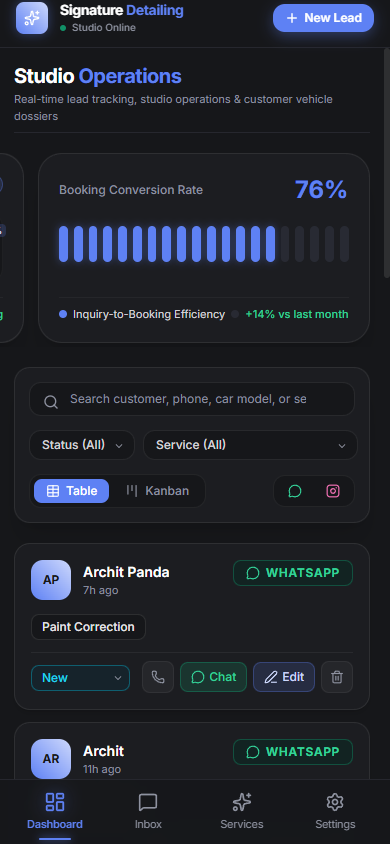 Signature Detailing
Studio Online
+ New Lead
Studio Operations
Real-time lead tracking, studio operations & customer vehicle
dossiers
Booking Conversion Rate
76%
Inquiry-to-Booking Efficiency
+14% vs last month
Search customer, phone, car model, or se
Status (All)
Service (All)
Table
Kanban
AP
Archit Panda
7h ago
WHATSAPP
Paint Correction
New
Chat
Edit
AR
Archit
11h ago
WHATSAPP
Dashboard
Inbox
Services
Settings